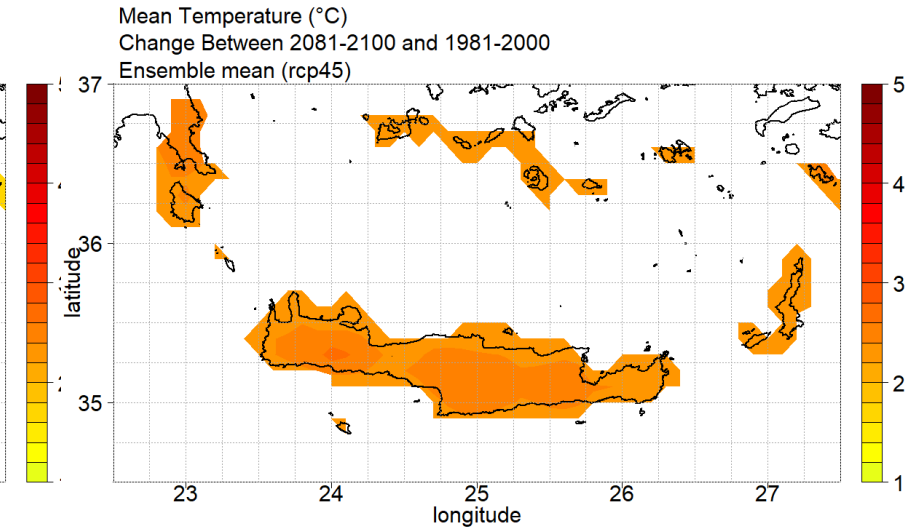 Mean Temperature (°C)
Change Between 2081-2100 and 1981-2000
Ensemble mean (rcp45)
37
36
35
latitude
23
24
25
26
27
longitude
5
4
3
2
1